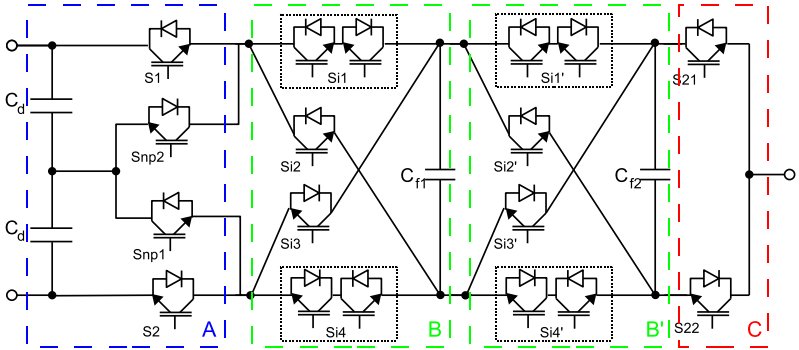 S1
Si1
Si1'
S21
Cd
Snp2
Si2
Si2'
Cf1
Cf2
Cd
Snp1
Si3
Si3'
S2
A
Si4
B
Si4'
B'
S22
C